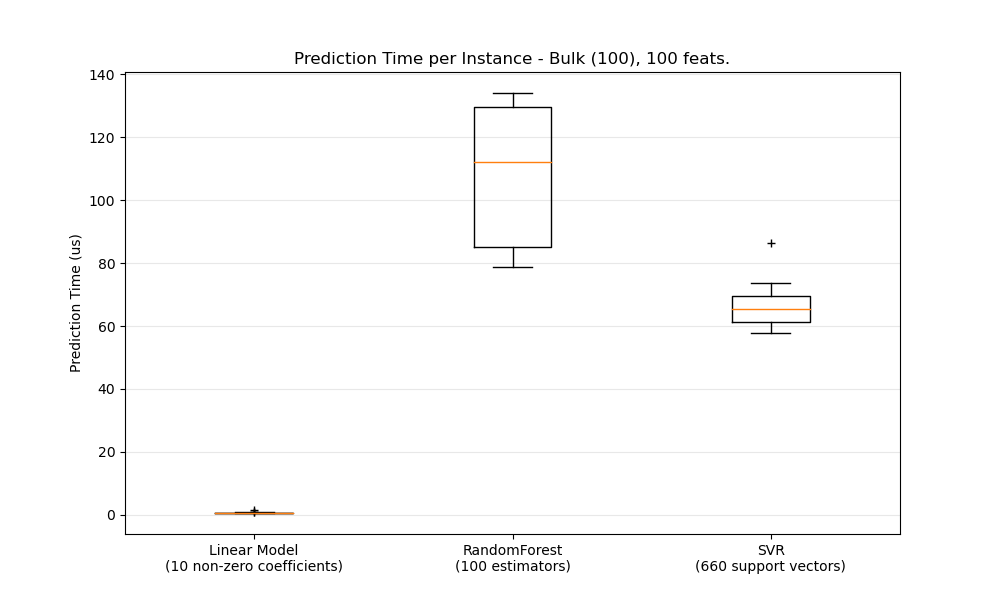 Prediction Time per Instance - Bulk (100), 100 feats.
140
120
100
80
60
40
20
0
Prediction Time (us)
Linear Model
(10 non-zero coefficients)
RandomForest
(100 estimators)
SVR
(660 support vectors)